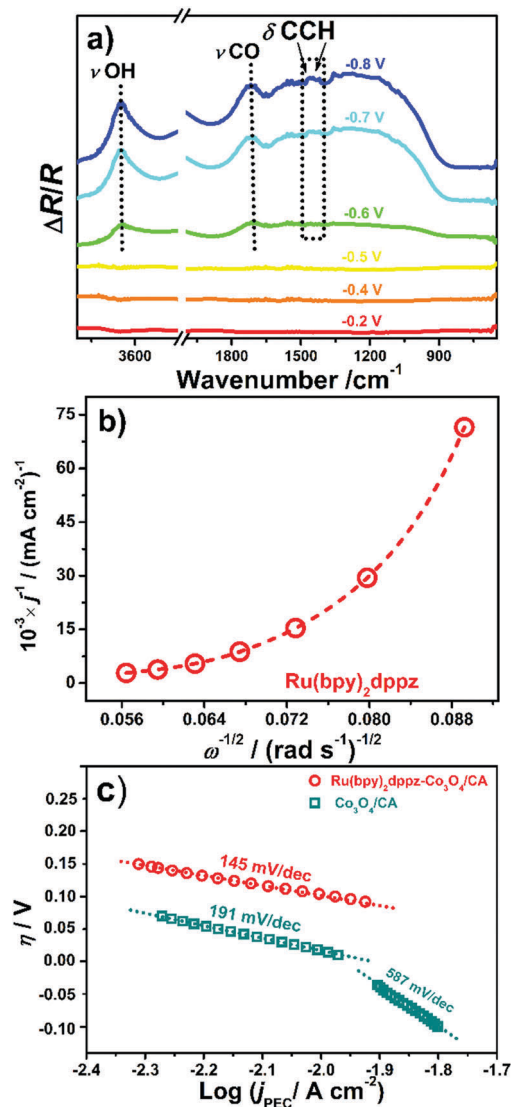 a)
δ CCH
ν CO
ν OH
-0.8 V
-0.7 V
-0.6 V
-0.5 V
-0.4 V
-0.2 V
ΔR/R
3600 1800 1500 1200 900
Wavenumber /cm⁻¹
b)
75
60
45
30
15
0
10⁻³× j⁻¹ / (mA cm⁻²)⁻¹
Ru(bpy)₂dppz
0.056 0.064 0.072 0.080 0.088
ω⁻¹/² / (rad s⁻¹)⁻¹/²
c)
Ru(bpy)₂dppz-Co₃O₄/CA
Co₃O₄/CA
0.20
0.15
0.10
0.05
0.00
-0.05
-0.10
η / V
145 mV/dec
191 mV/dec
587 mV/dec
-2.4 -2.3 -2.2 -2.1 -2.0 -1.9 -1.8 -1.7
Log (jPEC/ A cm⁻²)